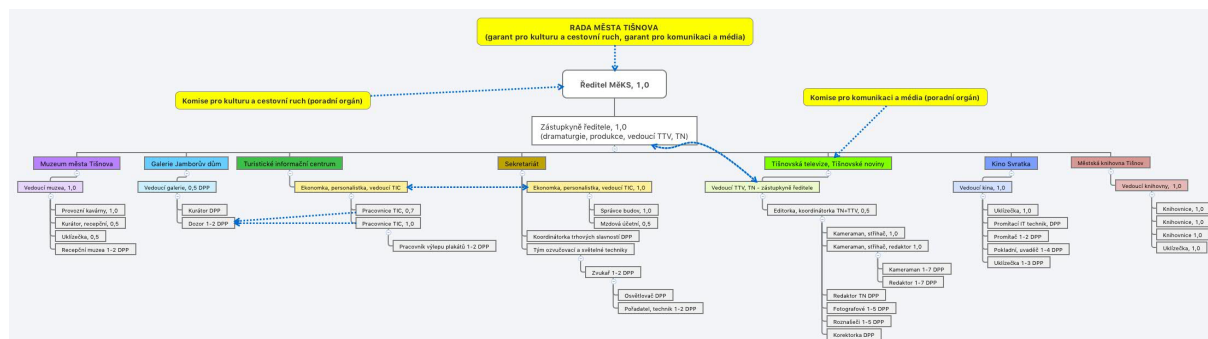 RADA MĚSTA TIŠNOVA
(garant pro kulturu a cestovní ruch, garant pro komunikaci a média)
Ředitel MěKS, 1,0
Komise pro kulturu a cestovní ruch (poradní orgán)
Komise pro komunikaci a média (poradní orgán)
Zástupkyně ředitele, 1,0
(dramaturgie, produkce, vedoucí TTV, TN)
Muzeum města Tišnova
Vedoucí muzea, 1,0
Provozní kavárny, 1,0
Kurátor, recepční, 0,5
Uklízečka, 0,5
Recepční muzea 1-2 DPP
Galerie Jamborův dům
Vedoucí galerie, 0,5 DPP
Kurátor DPP
Dozor 1-2 DPP
Turistické informační centrum
Ekonomka, personalistka, vedoucí TIC
Pracovnice TIC, 0,7
Pracovnice TIC, 1,0
Pracovník výlepu plakátů 1-2 DPP
Sekretariát
Ekonomka, personalistka, vedoucí TIC, 1,0
Správce budov, 1,0
Mzdová účetní, 0,5
Koordinátorka trhových slavností DPP
Tým ozvučovací a světelné techniky
Zvukař 1-2 DPP
Osvětlovač DPP
Pořadatel, technik 1-2 DPP
Tišnovská televize, Tišnovské noviny
Vedoucí TTV, TN - zástupkyně ředitele
Editorka, koordinátorka TN+TTV, 0,5
Kameraman, střihač, 1,0
Kameraman, střihač, redaktor 1,0
Kameraman 1-7 DPP
Redaktor 1-7 DPP
Redaktor TN DPP
Fotografové 1-5 DPP
Roznašeči 1-5 DPP
Korektorka DPP
Kino Svratka
Vedoucí kina, 1,0
Uklízečka, 1,0
Promítací IT technik, DPP
Promítač 1-2 DPP
Pokladní, uvaděč 1-4 DPP
Uklízečka 1-3 DPP
Městská knihovna Tišnov
Vedoucí knihovny, 1,0
Knihovnice, 1,0
Knihovnice, 1,0
Knihovnice 1,0
Uklízečka, 1,0